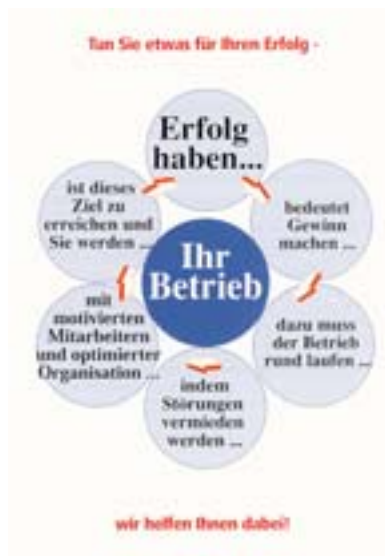 Tun Sie etwas für Ihren Erfolg -
Erfolg
haben...
bedeutet
Gewinn
machen ...
dazu muss
der Betrieb
rund laufen ...
indem
Störungen
vermieden
werden ...
mit
motivierten
Mitarbeitern
und optimierter
Organisation ...
ist dieses
Ziel zu
erreichen und
Sie werden ...
Ihr
Betrieb
wir helfen Ihnen dabei!